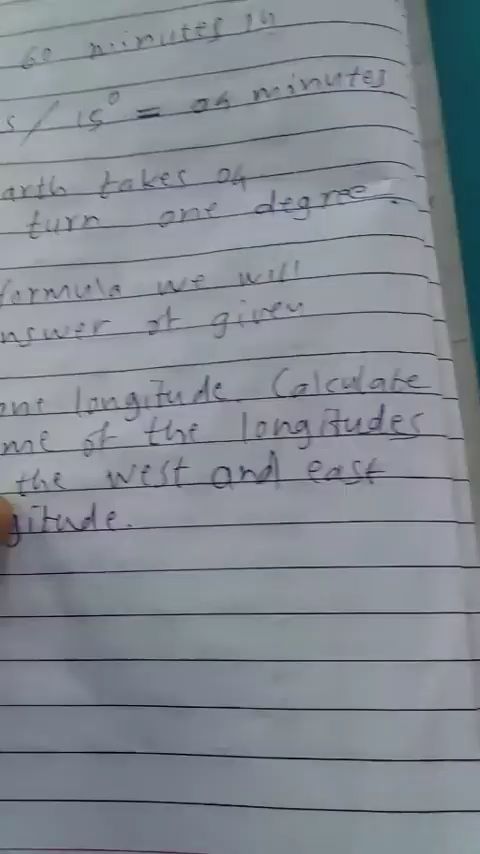 60 minutes in
s / 15° = 04 minutes
arth takes 04
turn one degree.
formula we will
nswer of given
one longitude. Calculate
me of the longitudes
the west and east
gitude.